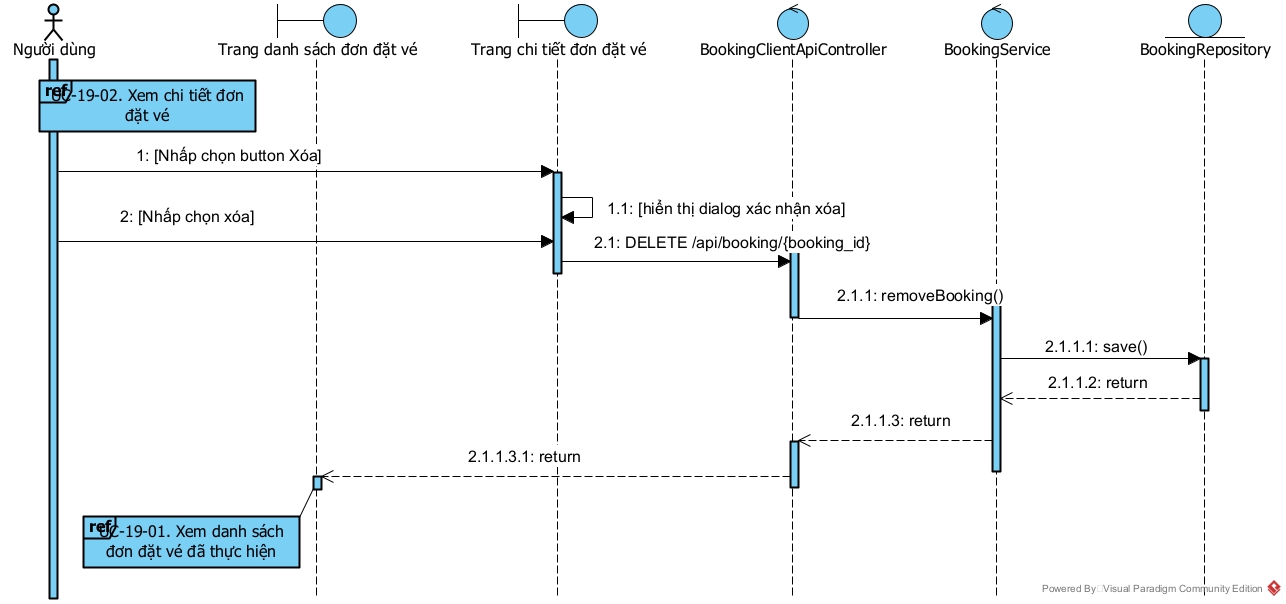 Người dùng
Trang danh sách đơn đặt vé
Trang chi tiết đơn đặt vé
BookingClientApiController
BookingService
BookingRepository
ref
UC-19-02. Xem chi tiết đơn
đặt vé
1: [Nhấp chọn button Xóa]
1.1: [hiển thị dialog xác nhận xóa]
2: [Nhấp chọn xóa]
2.1: DELETE /api/booking/{booking_id}
2.1.1: removeBooking()
2.1.1.1: save()
2.1.1.2: return
2.1.1.3: return
2.1.1.3.1: return
ref
UC-19-01. Xem danh sách
đơn đặt vé đã thực hiện
Powered By Visual Paradigm Community Edition